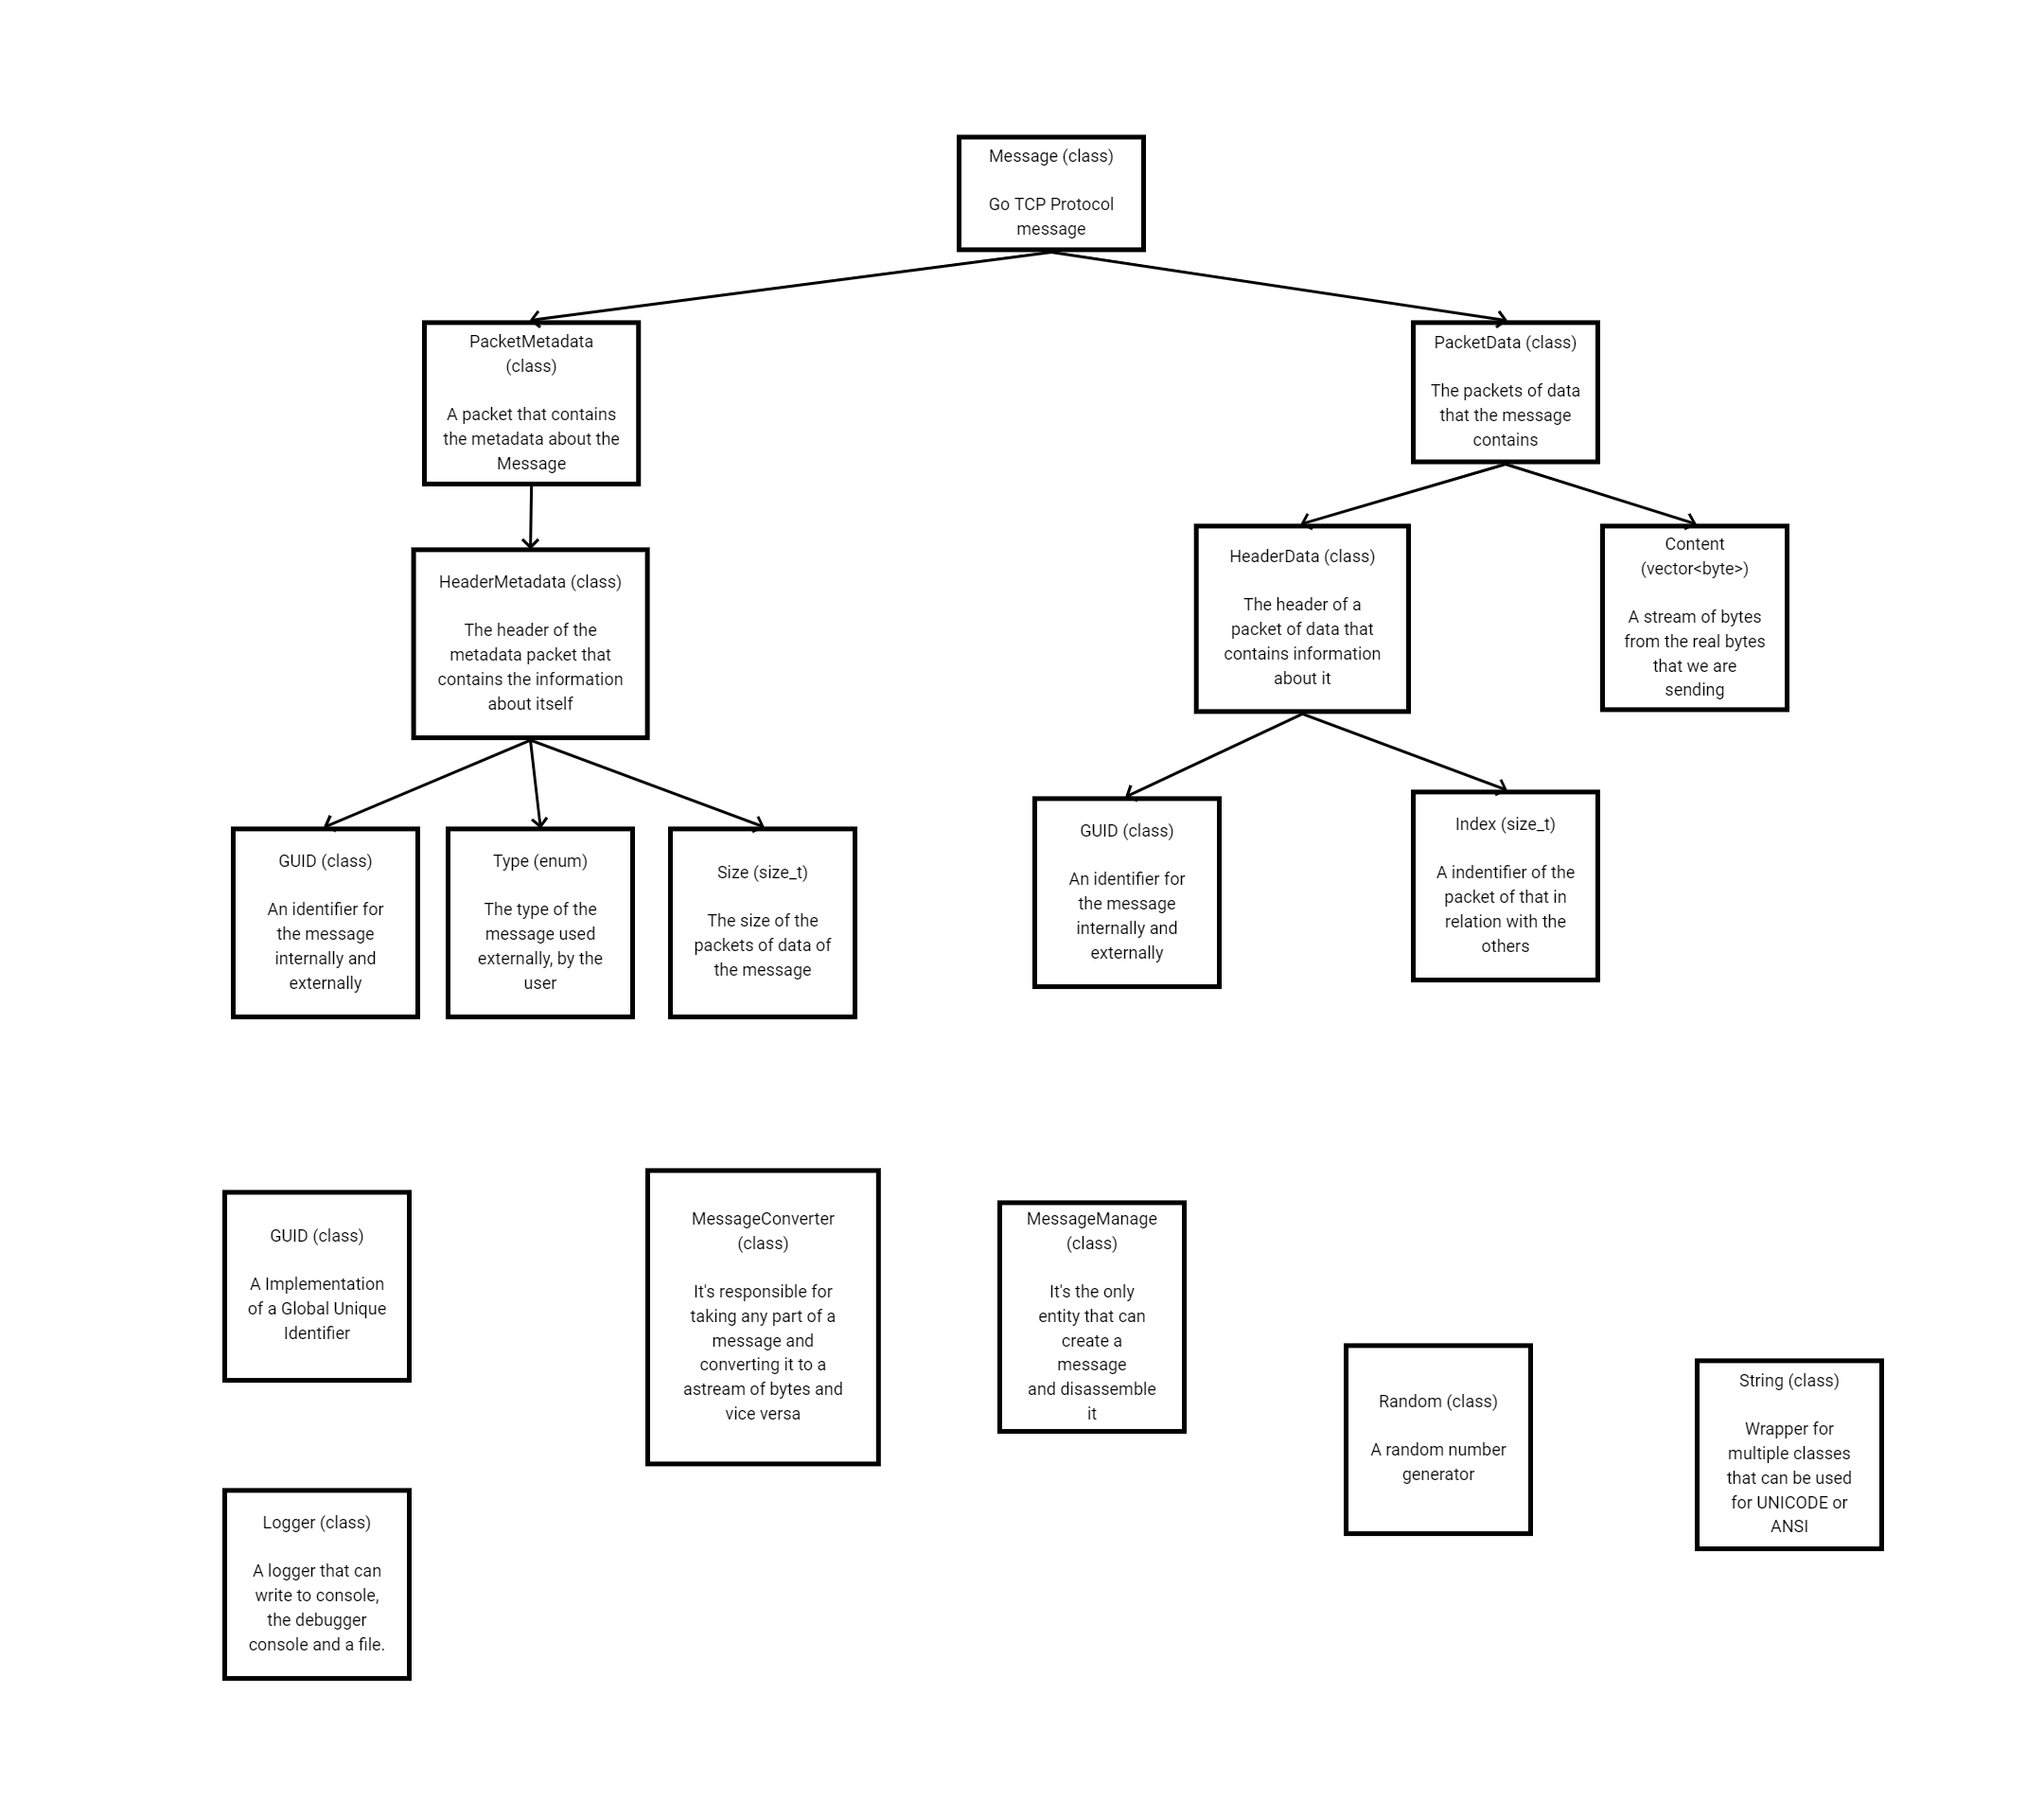 Message (class)
Go TCP Protocol
message
PacketMetadata
(class)
A packet that contains
the metadata about the
Message
PacketData (class)
The packets of data
that the message
contains
HeaderMetadata (class)
The header of the
metadata packet that
contains the information
about itself
HeaderData (class)
The header of a
packet of data that
contains information
about it
Content
(vector<byte>)
A stream of bytes
from the real bytes
that we are
sending
GUID (class)
An identifier for
the message
internally and
externally
Type (enum)
The type of the
message used
externally, by the
user
Size (size_t)
The size of the
packets of data of
the message
GUID (class)
An identifier for
the message
internally and
externally
Index (size_t)
A indentifier of the
packet of that in
relation with the
others
GUID (class)
A Implementation
of a Global Unique
Identifier
MessageConverter
(class)
It's responsible for
taking any part of a
message and
converting it to a
astream of bytes and
vice versa
MessageManage
(class)
It's the only
entity that can
create a
message
and disassemble
it
Random (class)
A random number
generator
String (class)
Wrapper for
multiple classes
that can be used
for UNICODE or
ANSI
Logger (class)
A logger that can
write to console,
the debugger
console and a file.